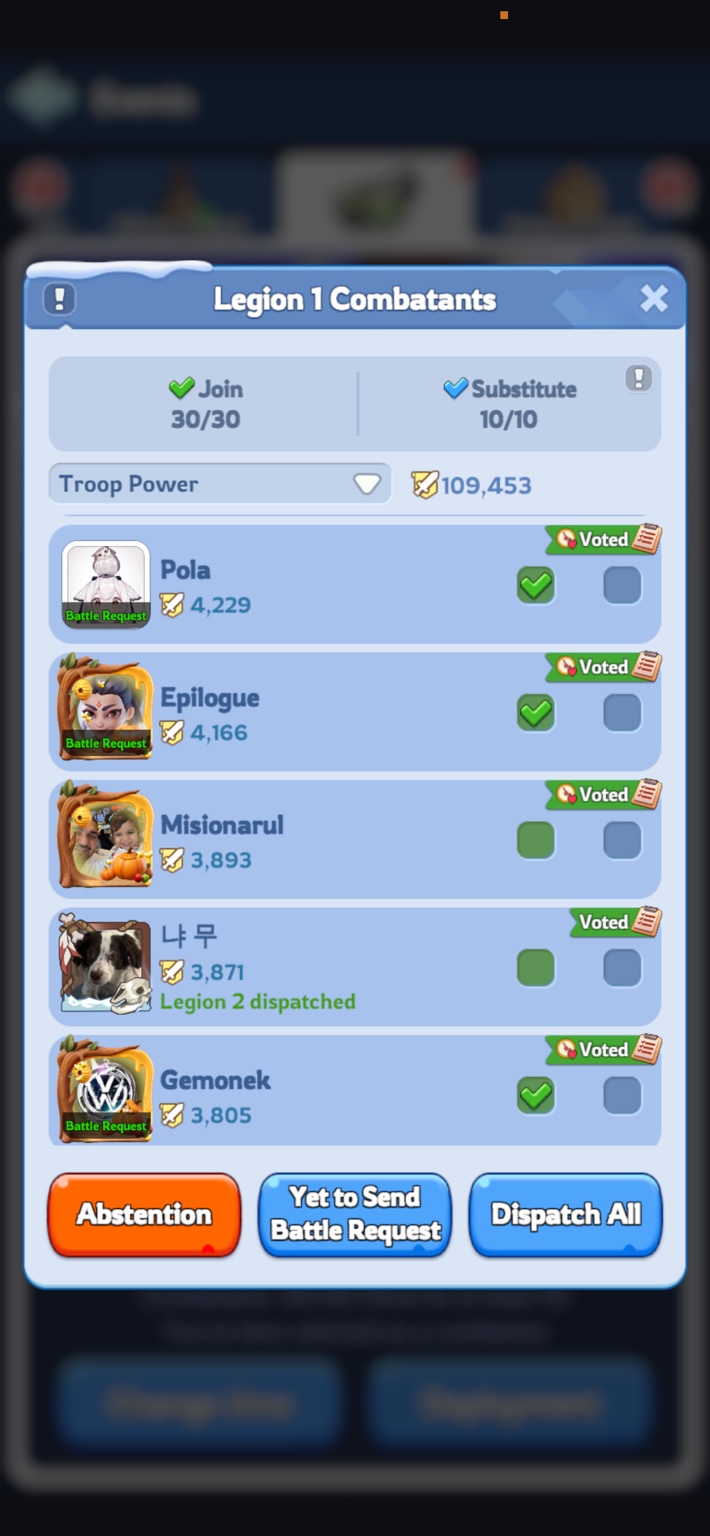 Legion 1 Combatants
Join
30/30
Substitute
10/10
Troop Power
109,453
Voted
Pola
4,229
Battle Request
Voted
Epilogue
4,166
Battle Request
Voted
Misionarul
3,893
Voted
냐 무
3,871
Legion 2 dispatched
Voted
Gemonek
3,805
Battle Request
Abstention
Yet to Send
Battle Request
Dispatch All